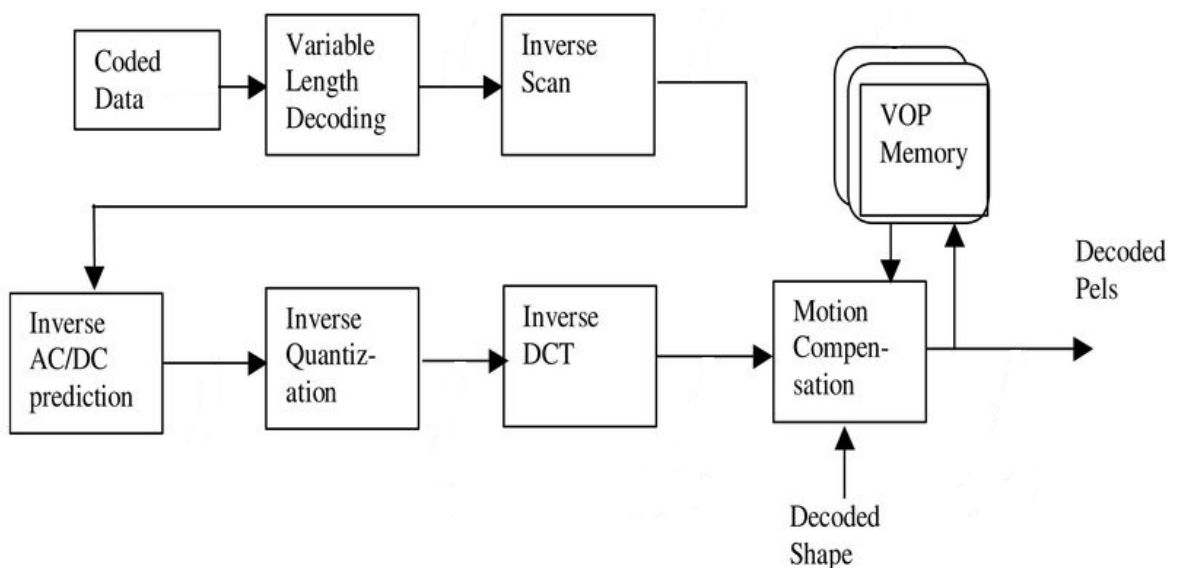 Coded
Data
Variable
Length
Decoding
Inverse
Scan
VOP
Memory
Inverse
AC/DC
prediction
Inverse
Quantiz-
ation
Inverse
DCT
Motion
Compen-
sation
Decoded
Pels
Decoded
Shape